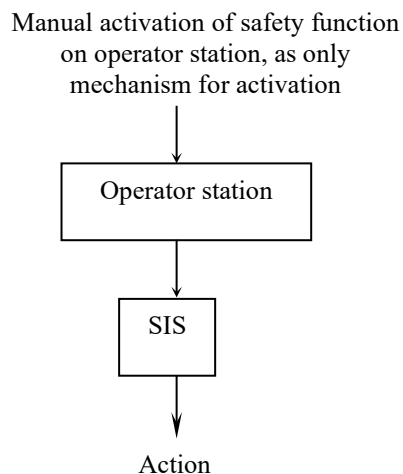 Manual activation of safety function
on operator station, as only
mechanism for activation
Operator station
SIS
Action